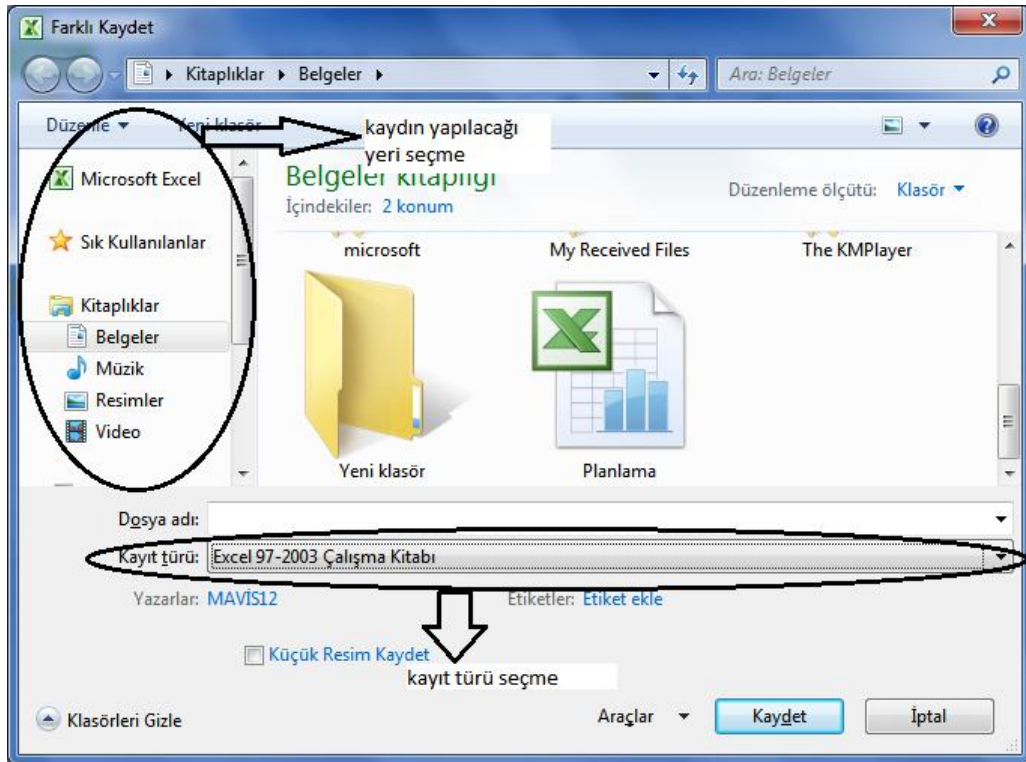 Farklı Kaydet
Kitaplıklar Belgeler
Ara: Belgeler
Düzenle Yeni klasör
kaydın yapılacağı
yeri seçme
Microsoft Excel
Belgeler kitaplığı
Düzenleme ölçütü: Klasör
İçindekiler: 2 konum
Sık Kullanılanlar
microsoft My Received Files The KMPlayer
Kitaplıklar
Belgeler
Müzik
Resimler
Video
Yeni klasör Planlama
Dosya adı:
Kayıt türü: Excel 97-2003 Çalışma Kitabı
Yazarlar: MAVİS12 Etiketler: Etiket ekle
Küçük Resim Kaydet
kayıt türü seçme
Klasörleri Gizle Araçlar Kaydet İptal